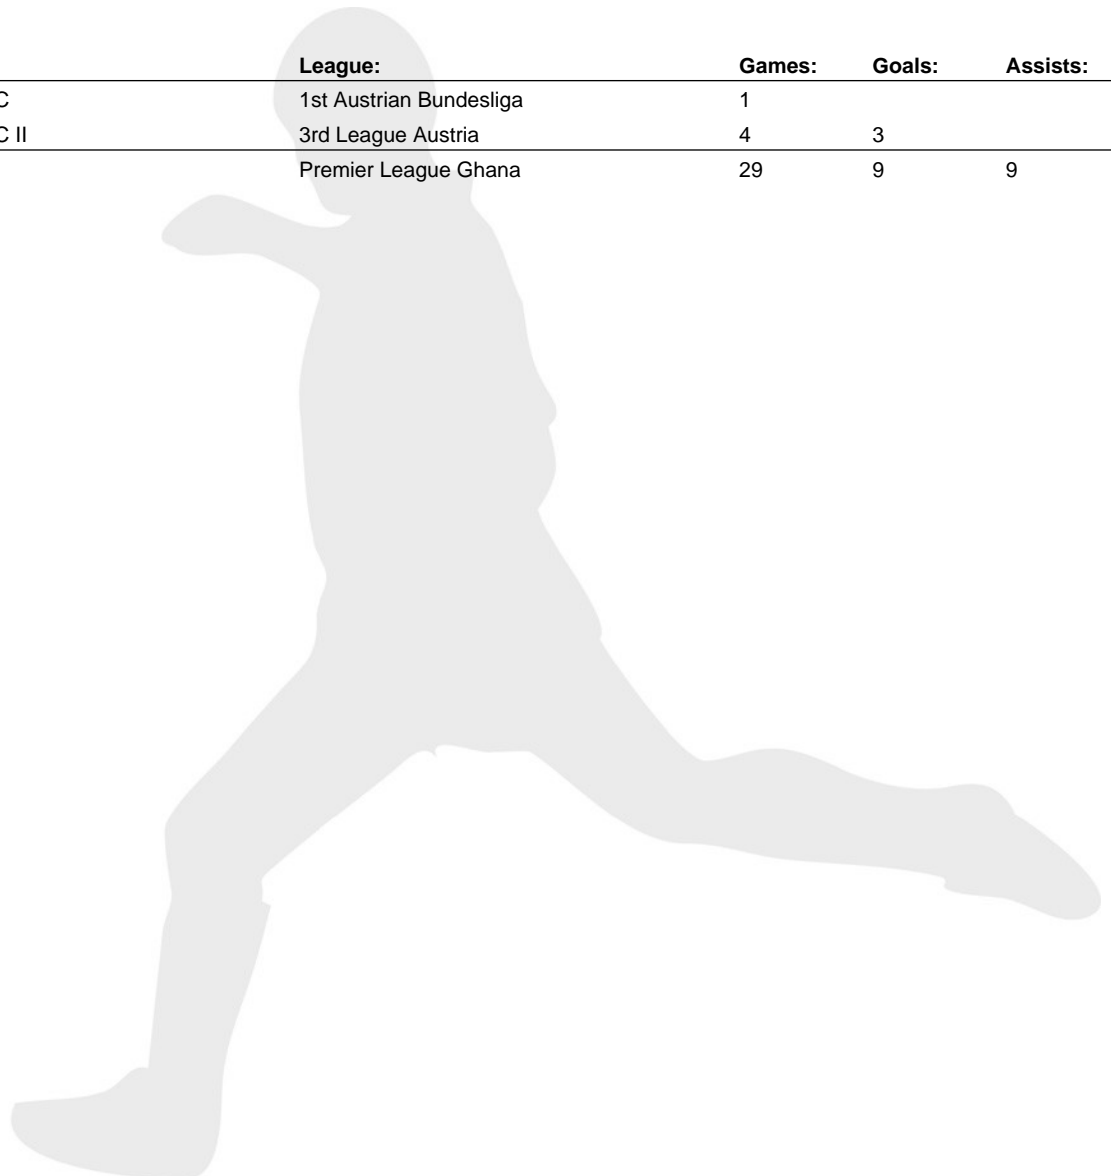 League: Games: Goals: Assists:
C 1st Austrian Bundesliga 1
C II 3rd League Austria 4 3
Premier League Ghana 29 9 9